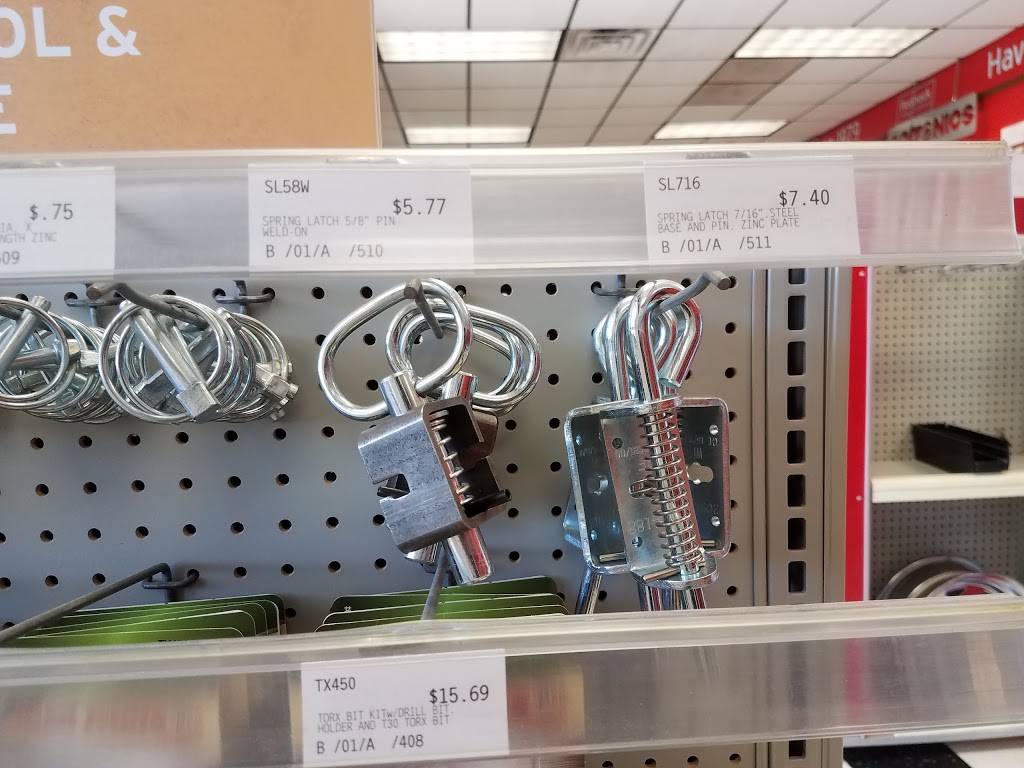 OL &
E
Hav
$.75
IA. X
NGTH ZINC
509
SL58W
$5.77
SPRING LATCH 5/8" PIN
WELD-ON
B /01/A /510
SL716
$7.40
SPRING LATCH 7/16" STEEL
BASE AND PIN, ZINC PLATE
B /01/A /511
TX450
$15.69
TORX BIT KITw/DRILL BIT
HOLDER AND T30 TORX BIT
B /01/A /408